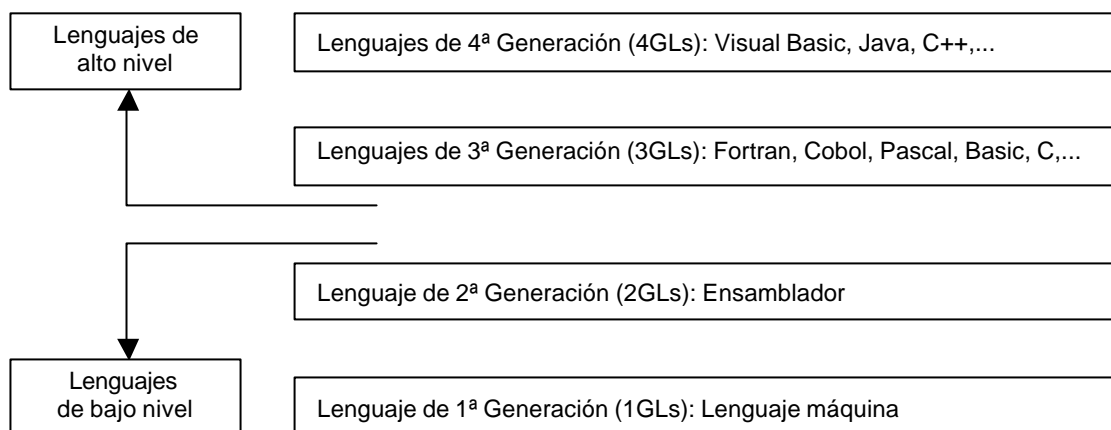 Lenguajes de
alto nivel
Lenguajes de 4ª Generación (4GLs): Visual Basic, Java, C++,...
Lenguajes de 3ª Generación (3GLs): Fortran, Cobol, Pascal, Basic, C,...
Lenguaje de 2ª Generación (2GLs): Ensamblador
Lenguajes
de bajo nivel
Lenguaje de 1ª Generación (1GLs): Lenguaje máquina